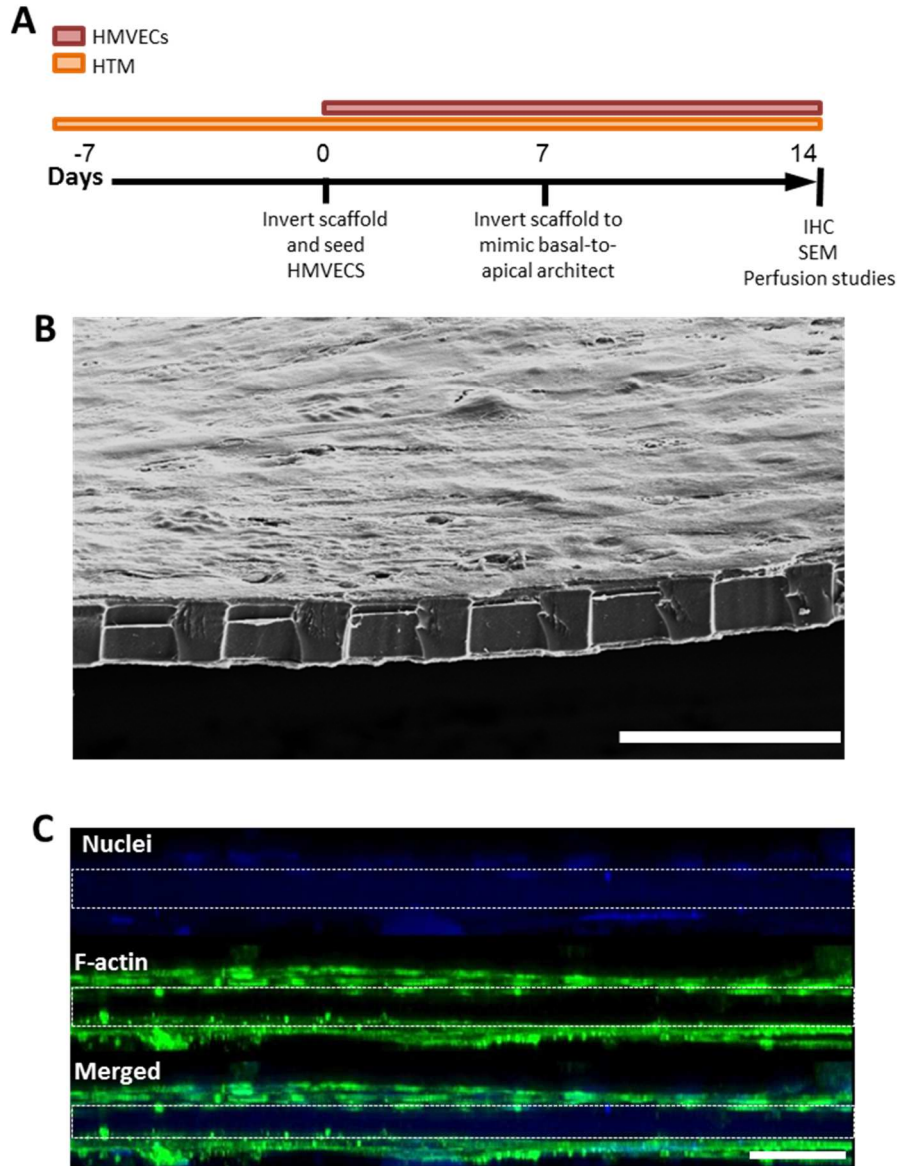 A
HMVECs
HTM
-7 0 7 14
Days
Invert scaffold
and seed
HMVECS
Invert scaffold to
mimic basal-to-
apical architect
IHC
SEM
Perfusion studies
B
C
Nuclei
F-actin
Merged